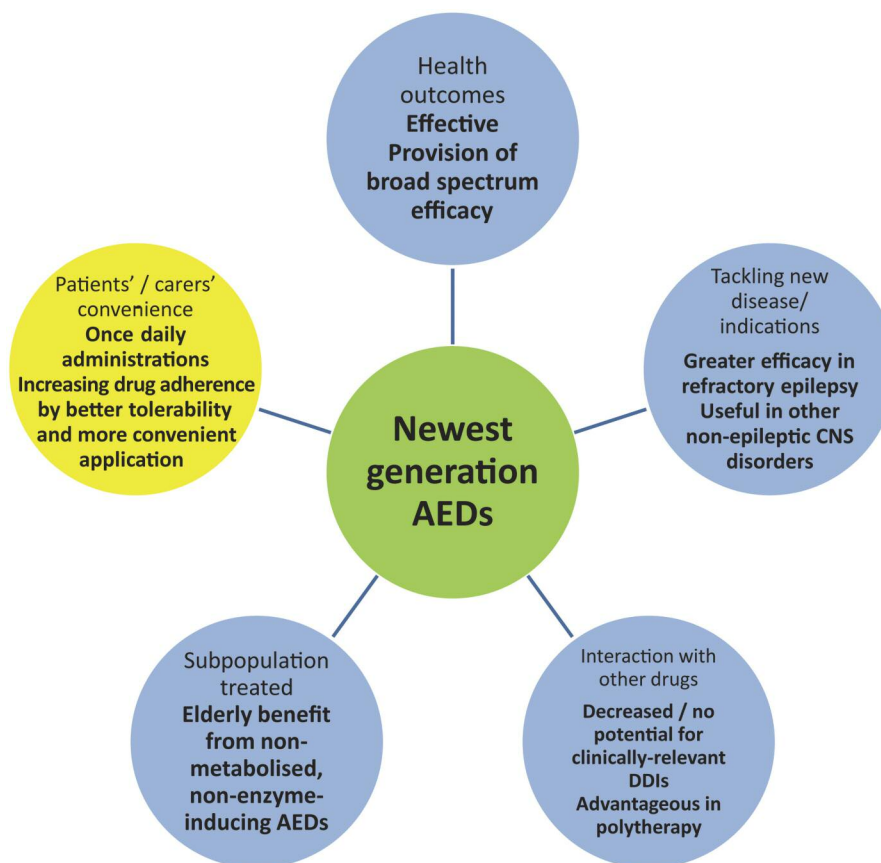 Health
outcomes
Effective
Provision of
broad spectrum
efficacy
Patients’ / carers’
convenience
Once daily
administrations
Increasing drug adherence
by better tolerability
and more convenient
application
Tackling new
disease/
indications
Greater efficacy in
refractory epilepsy
Useful in other
non-epileptic CNS
disorders
Newest
generation
AEDs
Subpopulation
treated
Elderly benefit
from non-
metabolised,
non-enzyme-
inducing AEDs
Interaction with
other drugs
Decreased / no
potential for
clinically-relevant
DDIs
Advantageous in
polytherapy